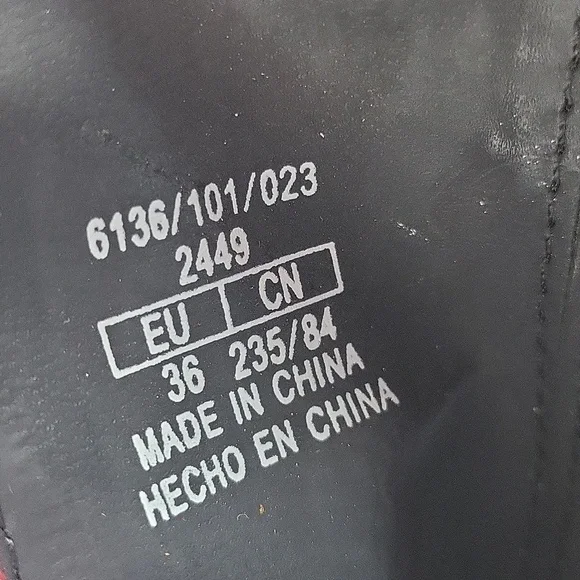 6136/101/023
2449
EU CN
36 235/84
MADE IN CHINA
HECHO EN CHINA